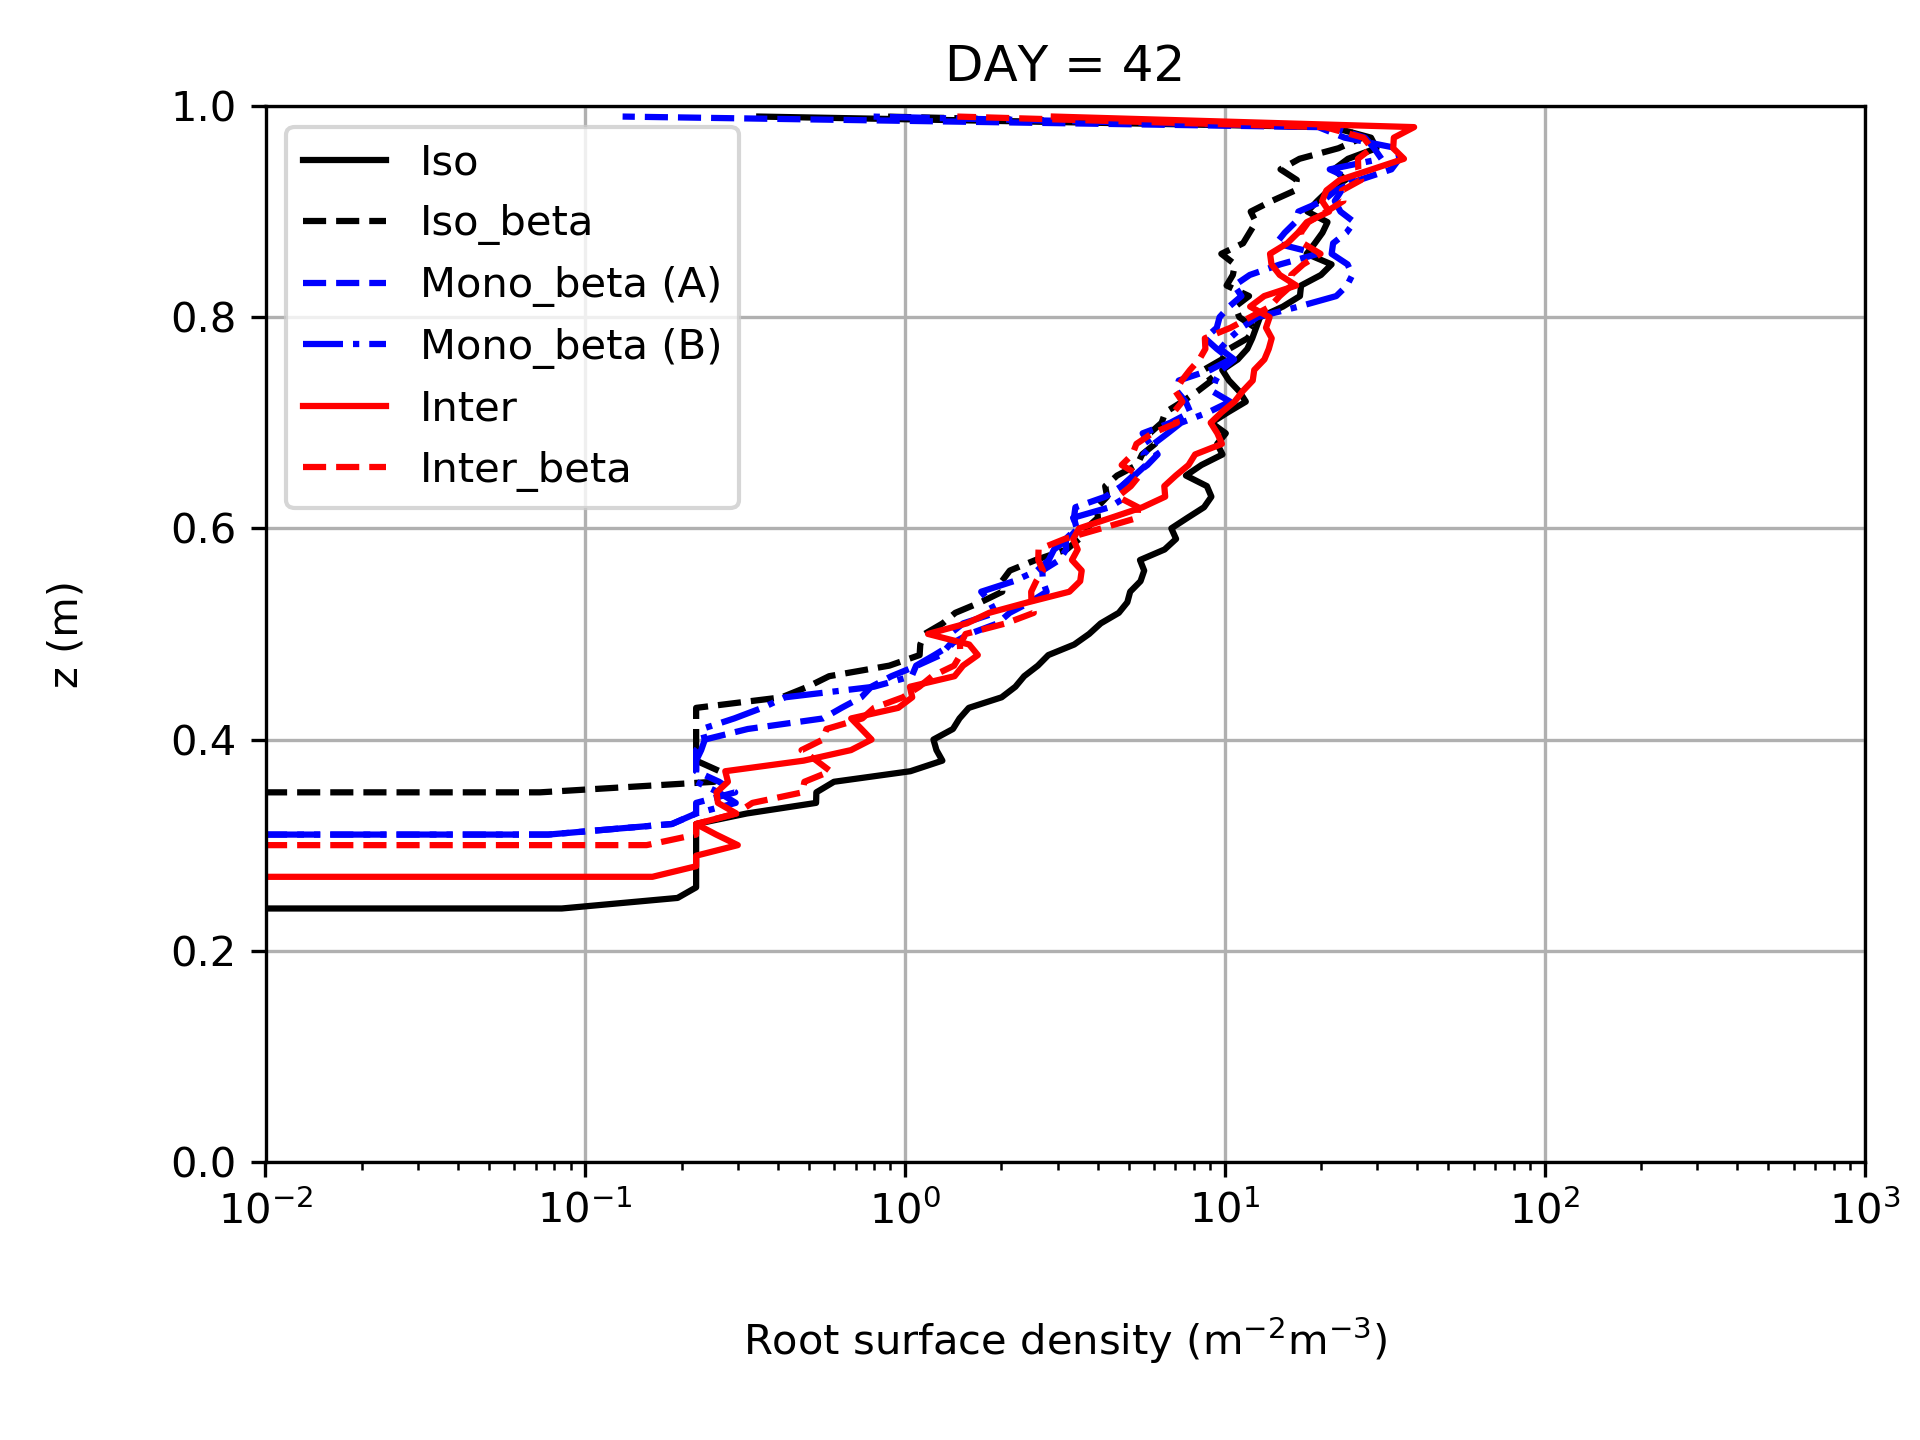 DAY = 42
1.0
0.8
0.6
0.4
0.2
0.0
z (m)
Iso
Iso_beta
Mono_beta (A)
Mono_beta (B)
Inter
Inter_beta
10⁻² 10⁻¹ 10⁰ 10¹ 10² 10³
Root surface density (m⁻²m⁻³)